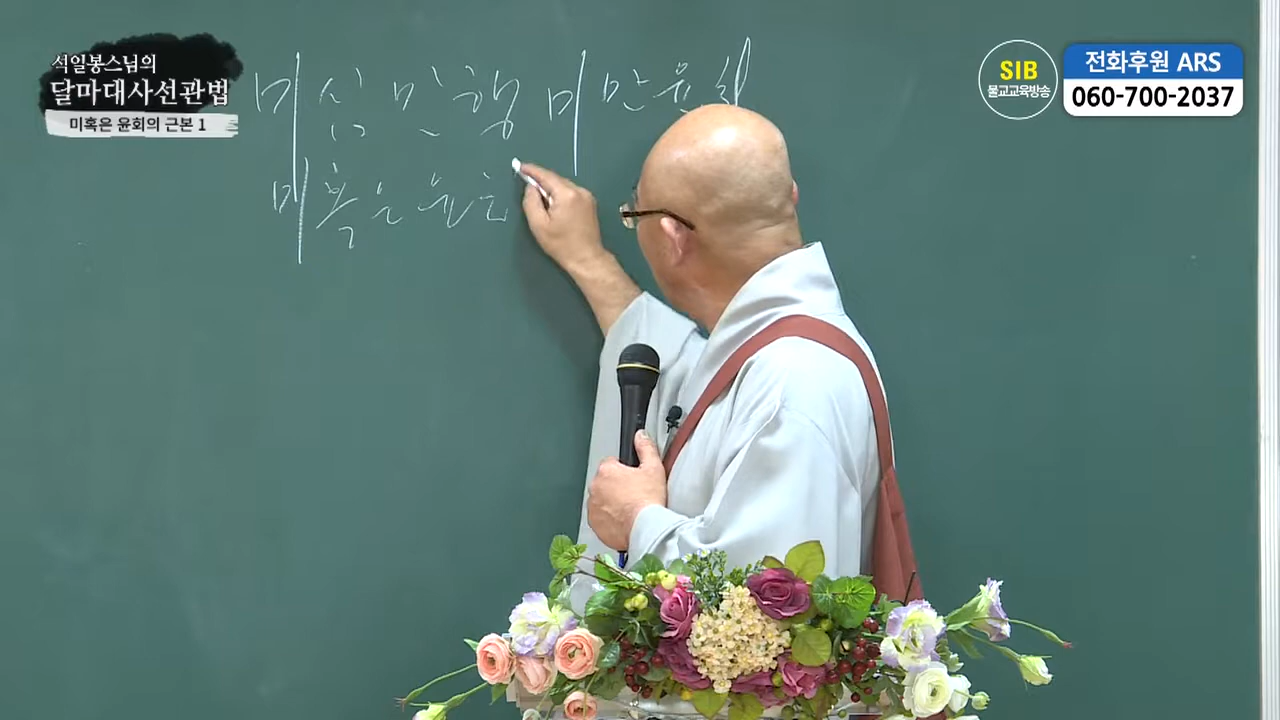 석일봉스님의
달마대사선관법
미혹은 윤회의 근본 1
SIB
불교교육방송
전화후원 ARS
060-700-2037
미심만행 미 만 윤회
미혹은 윤회